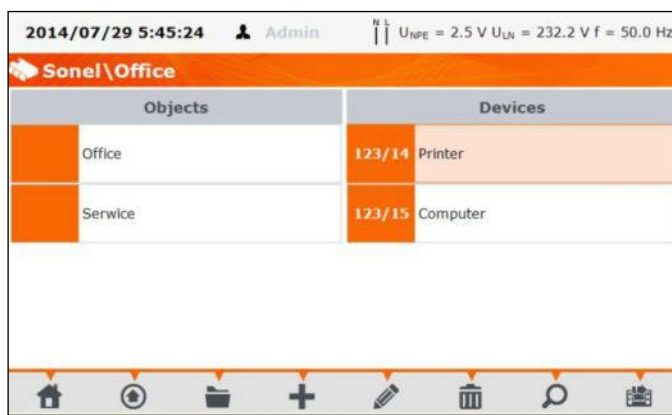 2014/07/29 5:45:24 Admin N L UNPE = 2.5 V ULN = 232.2 V f = 50.0 Hz
Sonel\Office
Objects Devices
Office 123/14 Printer
Serwice 123/15 Computer